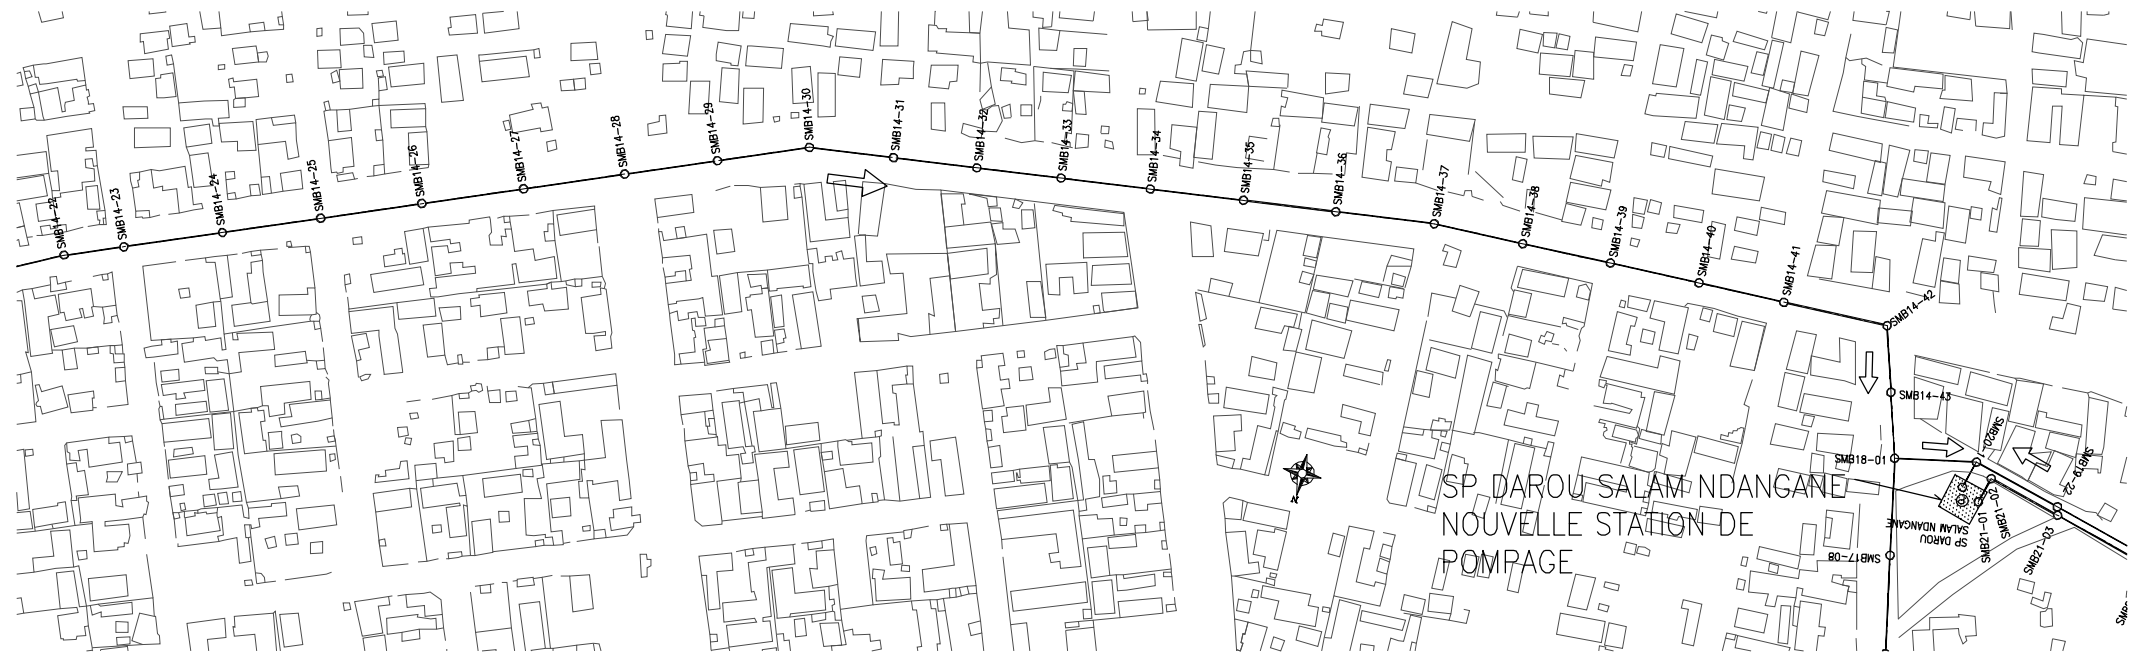 SMB14-22
SMB14-23
SMB14-24
SMB14-25
SMB14-26
SMB14-27
SMB14-28
SMB14-29
SMB14-30
SMB14-31
SMB14-32
SMB14-33
SMB14-34
SMB14-35
SMB14-36
SMB14-37
SMB14-38
SMB14-39
SMB14-40
SMB14-41
SMB14-42
SMB14-43
SMB18-01
SMB19-22
SP DAROU SALAM NDANGANE
NOUVELLE STATION DE
POMPAGE
SP DAROU
SALAM NDANGANE
SMB21-01
SMB21-02
SMB21-03
SMB17-08
N